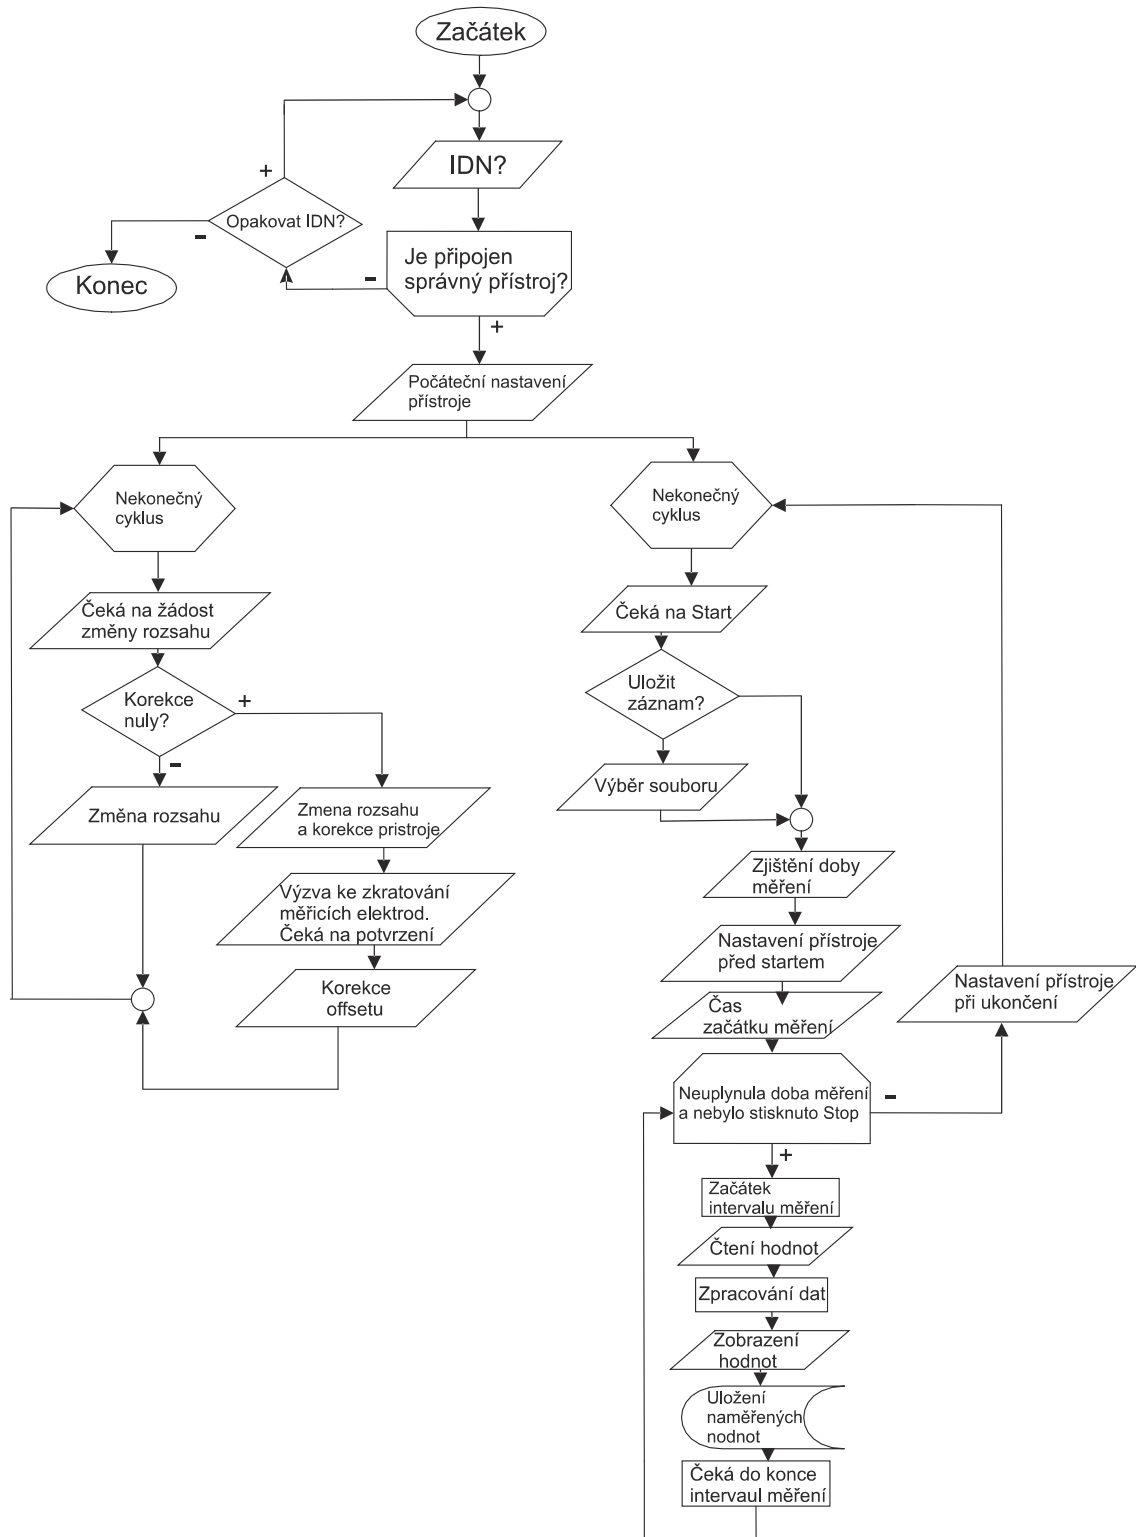 Začátek
IDN?
+
Opakovat IDN?
-
Konec
Je připojen
správný přístroj?
-
+
Počáteční nastavení
přístroje
Nekonečný
cyklus
Čeká na žádost
změny rozsahu
Korekce
nuly?
+
-
Změna rozsahu
Zmena rozsahu
a korekce pristroje
Výzva ke zkratování
měřicích elektrod.
Čeká na potvrzení
Korekce
offsetu
Nekonečný
cyklus
Čeká na Start
Uložit
záznam?
Výběr souboru
Zjištění doby
měření
Nastavení přístroje
před startem
Čas
začátku měření
Nastavení přístroje
při ukončení
Neuplynula doba měření
a nebylo stisknuto Stop
-
+
Začátek
intervalu měření
Čtení hodnot
Zpracování dat
Zobrazení
hodnot
Uložení
naměřených
nodnot
Čeká do konce
intervaul měření